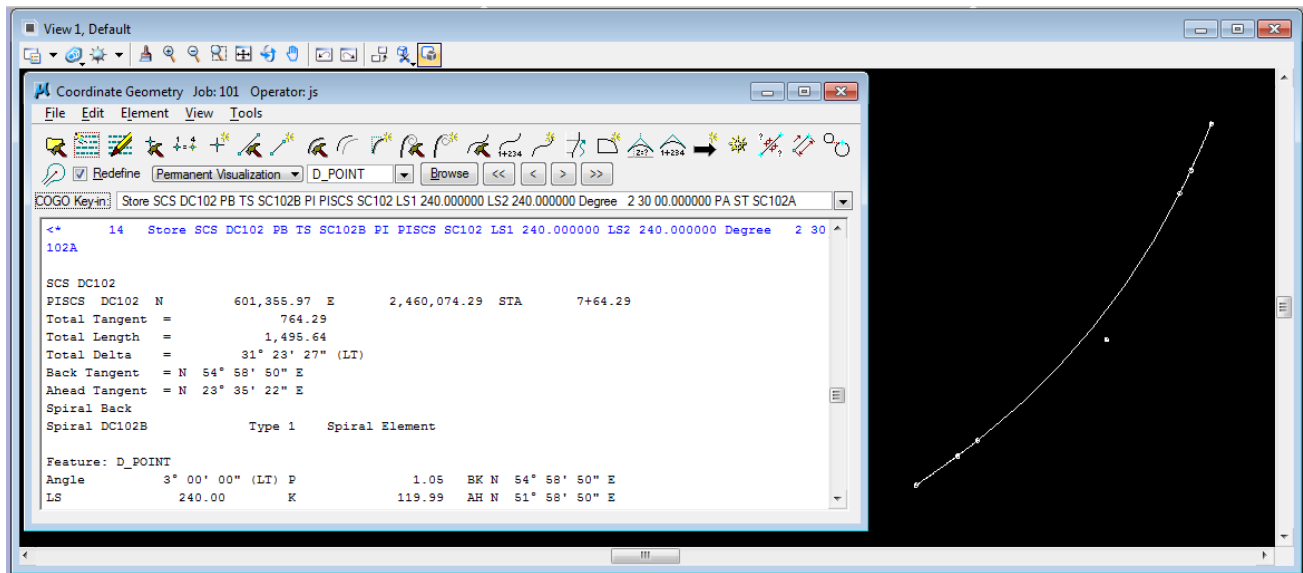 View 1, Default
Coordinate Geometry Job: 101 Operator: js
File Edit Element View Tools
1+234 1+234
Redefine Permanent Visualization D_POINT Browse << < > >>
COGO Key-in: Store SCS DC102 PB TS SC102B PI PISCS SC102 LS1 240.000000 LS2 240.000000 Degree 2 30 00.000000 PA ST SC102A
<* 14 Store SCS DC102 PB TS SC102B PI PISCS SC102 LS1 240.000000 LS2 240.000000 Degree 2 30
102A
SCS DC102
PISCS DC102 N 601,355.97 E 2,460,074.29 STA 7+64.29
Total Tangent = 764.29
Total Length = 1,495.64
Total Delta = 31° 23' 27" (LT)
Back Tangent = N 54° 58' 50" E
Ahead Tangent = N 23° 35' 22" E
Spiral Back
Spiral DC102B Type 1 Spiral Element
Feature: D_POINT
Angle 3° 00' 00" (LT) P 1.05 BK N 54° 58' 50" E
LS 240.00 K 119.99 AH N 51° 58' 50" E